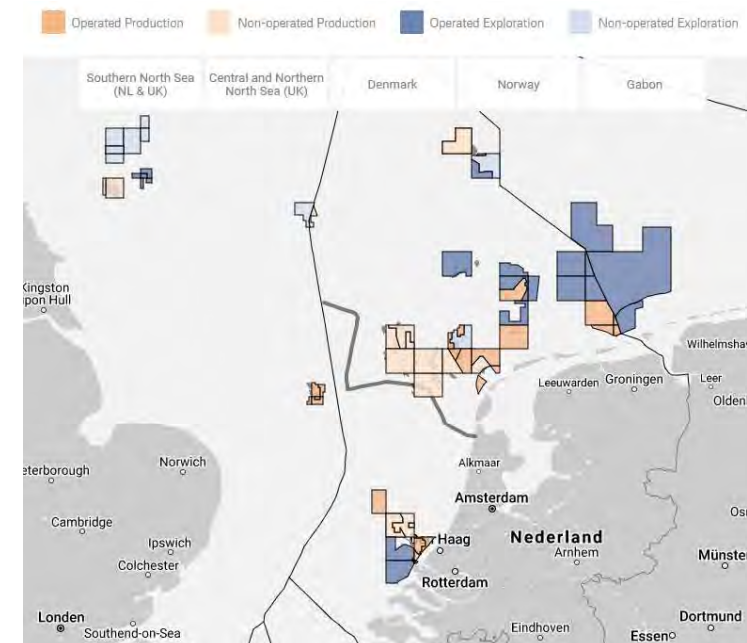 Operated Production
Non-operated Production
Operated Exploration
Non-operated Exploration
Southern North Sea
(NL & UK)
Central and Northern
North Sea (UK)
Denmark
Norway
Gabon
Kingston
upon Hull
Wilhelmshav
Leeuwarden
Groningen
Leer
Olden
eterborough
Norwich
Alkmaar
Amsterdam
Cambridge
Ipswich
Colchester
Haag
Nederland
Arnhem
Münste
Rotterdam
Londen
Southend-on-Sea
Eindhoven
Dortmund
Essen